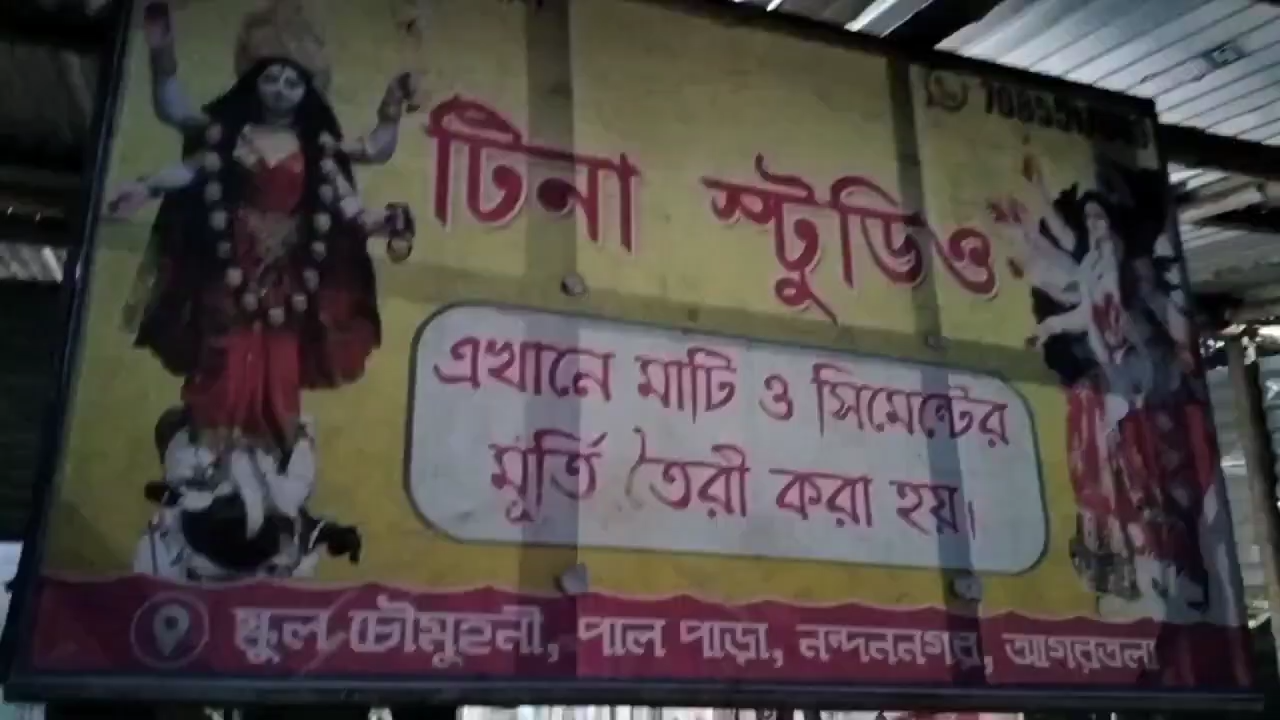 টিনা স্টুডিও
এখানে মাটি ও সিমেন্টের
মূর্তি তৈরী করা হয়।
স্কুল চৌমুহনী, পাল পাড়া, নন্দননগর, আগরতলা